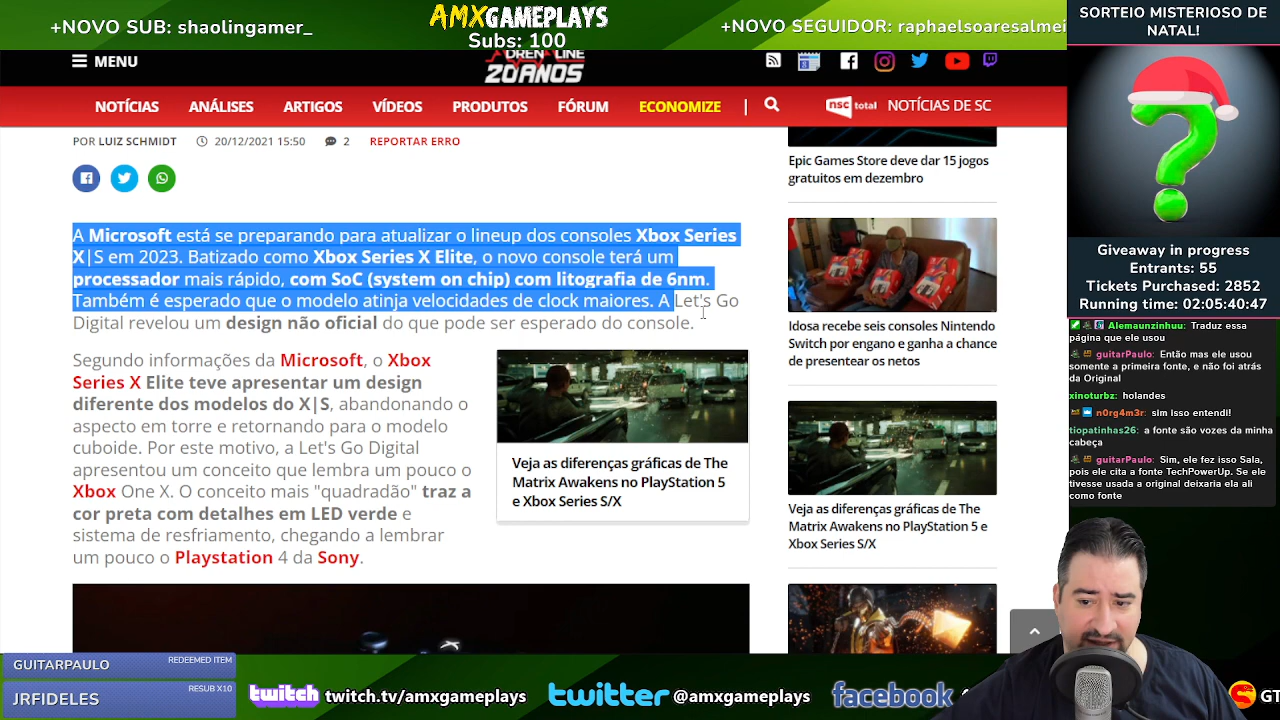 +NOVO SUB: shaolingamer_
AMXGAMEPLAYS
Subs: 100
+NOVO SEGUIDOR: raphaelsoaresalmei
SORTEIO MISTERIOSO DE
NATAL!
MENU
20 ANOS
NOTÍCIAS
ANÁLISES
ARTIGOS
VÍDEOS
PRODUTOS
FÓRUM
ECONOMIZE
|
nsc total
NOTÍCIAS DE SC
POR LUIZ SCHMIDT
20/12/2021 15:50
2
REPORTAR ERRO
A Microsoft está se preparando para atualizar o lineup dos consoles Xbox Series
X|S em 2023. Batizado como Xbox Series X Elite, o novo console terá um
processador mais rápido, com SoC (system on chip) com litografia de 6nm.
Também é esperado que o modelo atinja velocidades de clock maiores. A Let's Go
Digital revelou um design não oficial do que pode ser esperado do console.
Segundo informações da Microsoft, o Xbox
Series X Elite teve apresentar um design
diferente dos modelos do X|S, abandonando o
aspecto em torre e retornando para o modelo
cuboide. Por este motivo, a Let's Go Digital
apresentou um conceito que lembra um pouco o
Xbox One X. O conceito mais "quadradão" traz a
cor preta com detalhes em LED verde e
sistema de resfriamento, chegando a lembrar
um pouco o Playstation 4 da Sony.
Veja as diferenças gráficas de The
Matrix Awakens no PlayStation 5
e Xbox Series S/X
Epic Games Store deve dar 15 jogos
gratuitos em dezembro
Idosa recebe seis consoles Nintendo
Switch por engano e ganha a chance
de presentear os netos
Veja as diferenças gráficas de The
Matrix Awakens no PlayStation 5 e
Xbox Series S/X
Giveaway in progress
Entrants: 55
Tickets Purchased: 2852
Running time: 02:05:40:47
Alemaunzinhuu: Traduz essa
página que ele usou
guitarPaulo: Então mas ele usou
somente a primeira fonte, e não foi atrás
da Original
xinoturbz: holandes
n0rg4m3r: sim isso entendi!
tiopatinhas26: a fonte são vozes da minha
cabeça
guitarPaulo: Sim, ele fez isso Sala,
pois ele cita a fonte TechPowerUp. Se ele
tivesse usada a original deixaria ela ali
como fonte
GUITARPAULO
REDEEMED ITEM
JRFIDELES
RESUB X10
twitch twitch.tv/amxgameplays
twitter @amxgameplays
facebook
GT